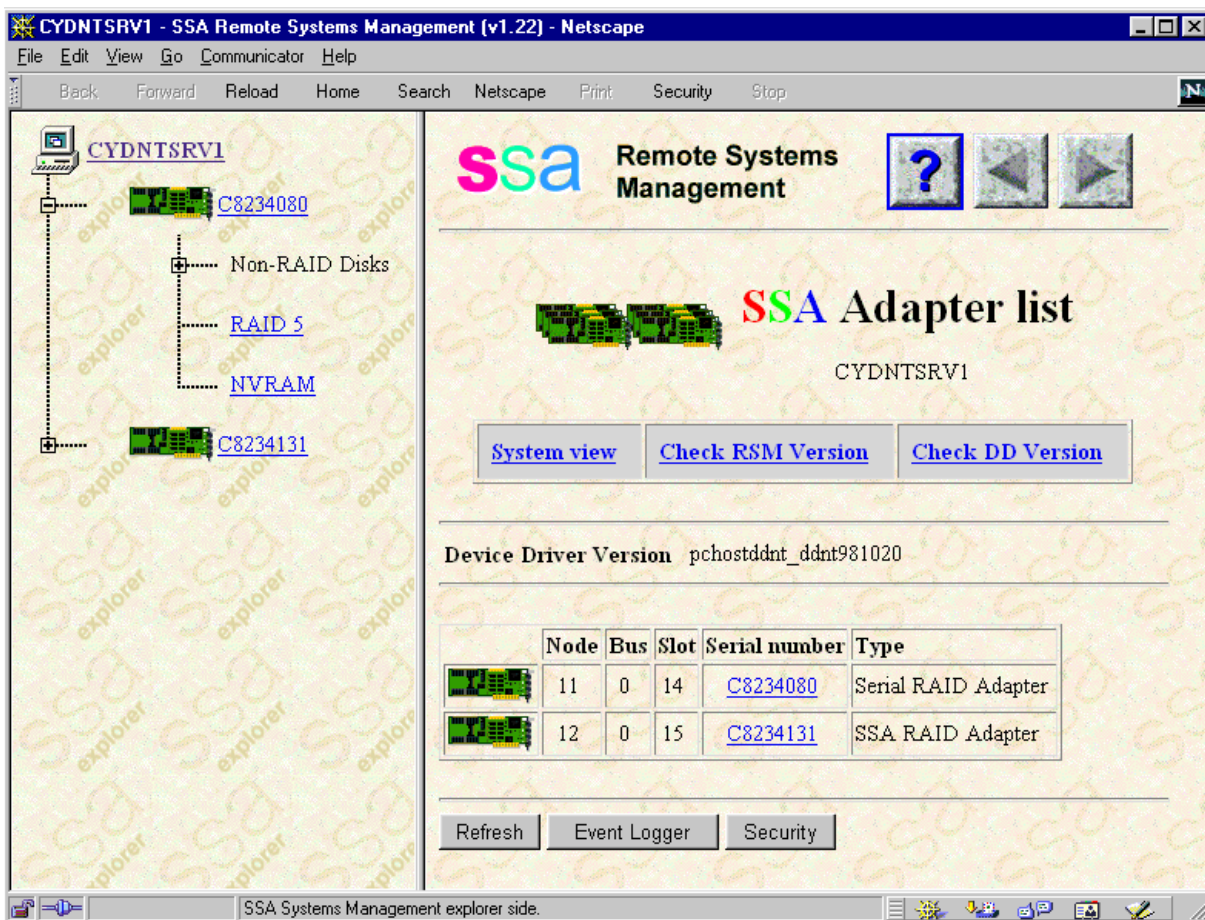 CYDNTSRV1 - SSA Remote Systems Management (v1.22) - Netscape
File Edit View Go Communicator Help
Back Forward Reload Home Search Netscape Print Security Stop
N
CYDNTSRV1
C8234080
Non-RAID Disks
RAID 5
NVRAM
C8234131
ssa Remote Systems
Management
?
SSA Adapter list
CYDNTSRV1
System view Check RSM Version Check DD Version
Device Driver Version pchostddnt_ddnt981020
Node Bus Slot Serial number Type
11 0 14 C8234080 Serial RAID Adapter
12 0 15 C8234131 SSA RAID Adapter
Refresh Event Logger Security
SSA Systems Management explorer side.